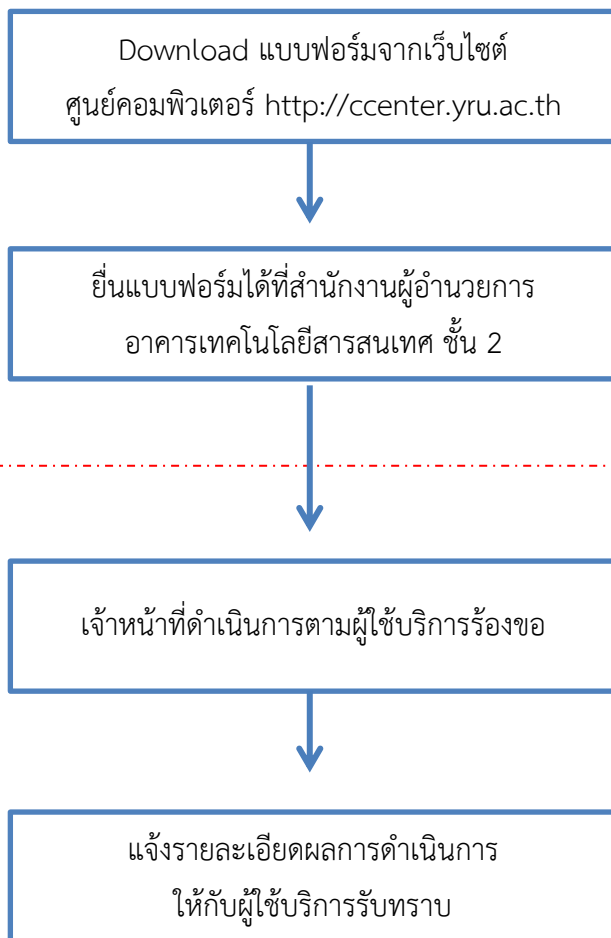 Download แบบฟอร์มจากเว็บไซต์
ศูนย์คอมพิวเตอร์ http://ccenter.yru.ac.th
ยื่นแบบฟอร์มได้ที่สำนักงานผู้อำนวยการ
อาคารเทคโนโลยีสารสนเทศ ชั้น 2
เจ้าหน้าที่ดำเนินการตามผู้ใช้บริการร้องขอ
แจ้งรายละเอียดผลการดำเนินการ
ให้กับผู้ใช้บริการรับทราบ